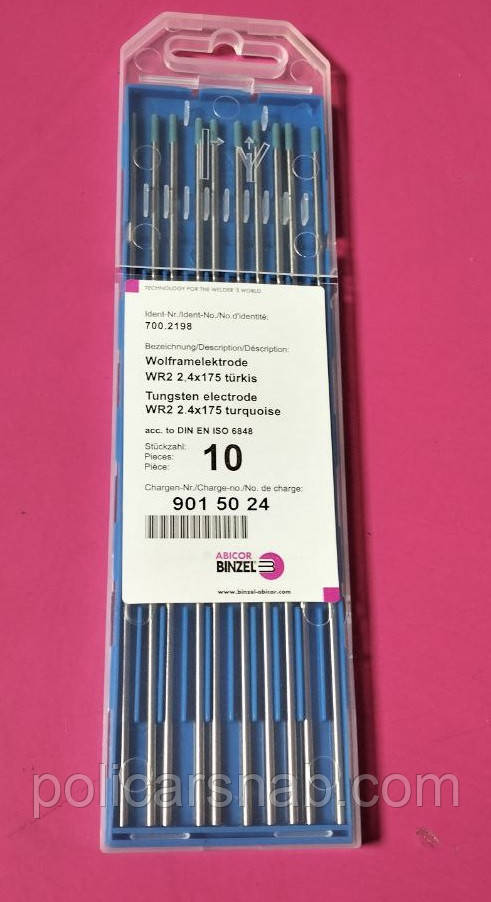 TECHNOLOGY FOR THE WELDER'S WORLD
Ident-Nr./Ident-No./No.d'identité:
700.2198
Bezeichnung/Description/Déscription:
Wolframelektrode
WR2 2,4x175 türkis
Tungsten electrode
WR2 2.4x175 turquoise
acc. to DIN EN ISO 6848
Stückzahl:
Pieces: 10
Pièce:
Chargen-Nr./Charge-no./No. de charge:
901 50 24
ABICOR
BINZEL
www.binzel-abicor.com
policarsnab.com